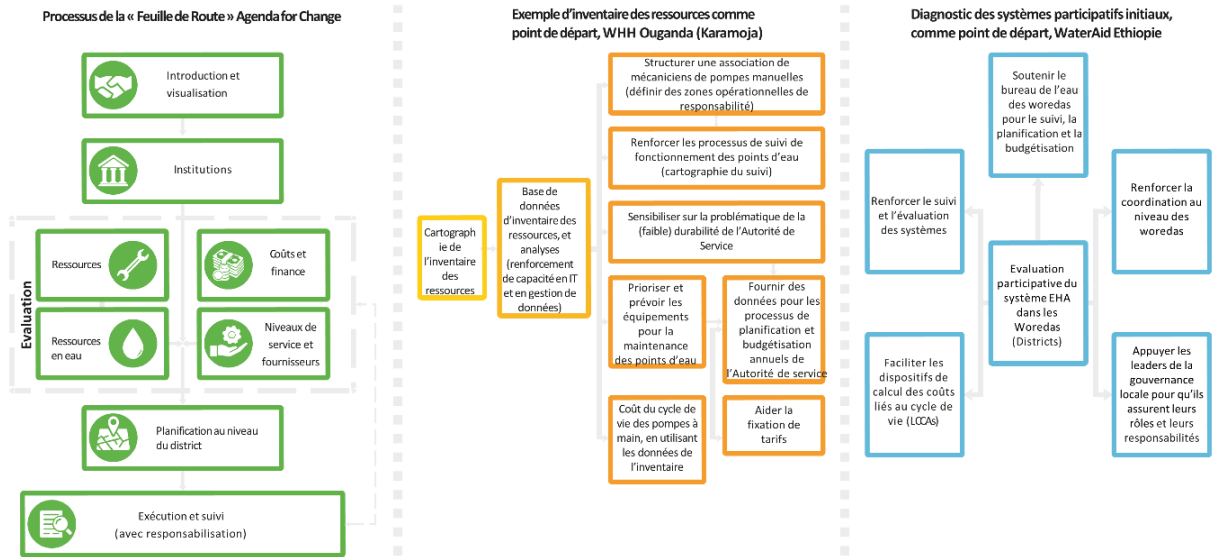 Processus de la « Feuille de Route » Agenda for Change
Introduction et
visualisation
Institutions
Evaluation
Ressources
Coûts et
finance
Ressources
en eau
Niveaux de
service et
fournisseurs
Planification au niveau
du district
Exécution et suivi
(avec responsabilisation)
Exemple d’inventaire des ressources comme
point de départ, WHH Ouganda (Karamoja)
Cartograph
ie de
l’inventaire
des
ressources
Base de
données
d’inventaire des
ressources, et
analyses
(renforcement
de capacité en IT
et en gestion de
données)
Structurer une association de
mécaniciens de pompes manuelles
(définir des zones opérationnelles de
responsabilité)
Renforcer les processus de suivi de
fonctionnement des points d’eau
(cartographie du suivi)
Sensibiliser sur la problématique de la
(faible) durabilité de l’Autorité de
Service
Prioriser et
prévoir les
équipements
pour la
maintenance
des points d’eau
Fournir des
données pour les
processus de
planification et
budgétisation
annuels de
l’Autorité de service
Coût du cycle de
vie des pompes à
main, en utilisant
les données de
l’inventaire
Aider la
fixation de
tarifs
Diagnostic des systèmes participatifs initiaux,
comme point de départ, WaterAid Ethiopie
Soutenir le
bureau de l’eau
des woredas
pour le suivi, la
planification et la
budgétisation
Renforcer le suivi
et l’évaluation
des systèmes
Renforcer la
coordination au
niveau des
woredas
Evaluation
participative du
système EHA
dans les
Woredas
(Districts)
Faciliter les
dispositifs de
calcul des coûts
liés au cycle de
vie (LCCAs)
Appuyer les
leaders de la
gouvernance
locale pour qu’ils
assurent leurs
rôles et leurs
responsabilités